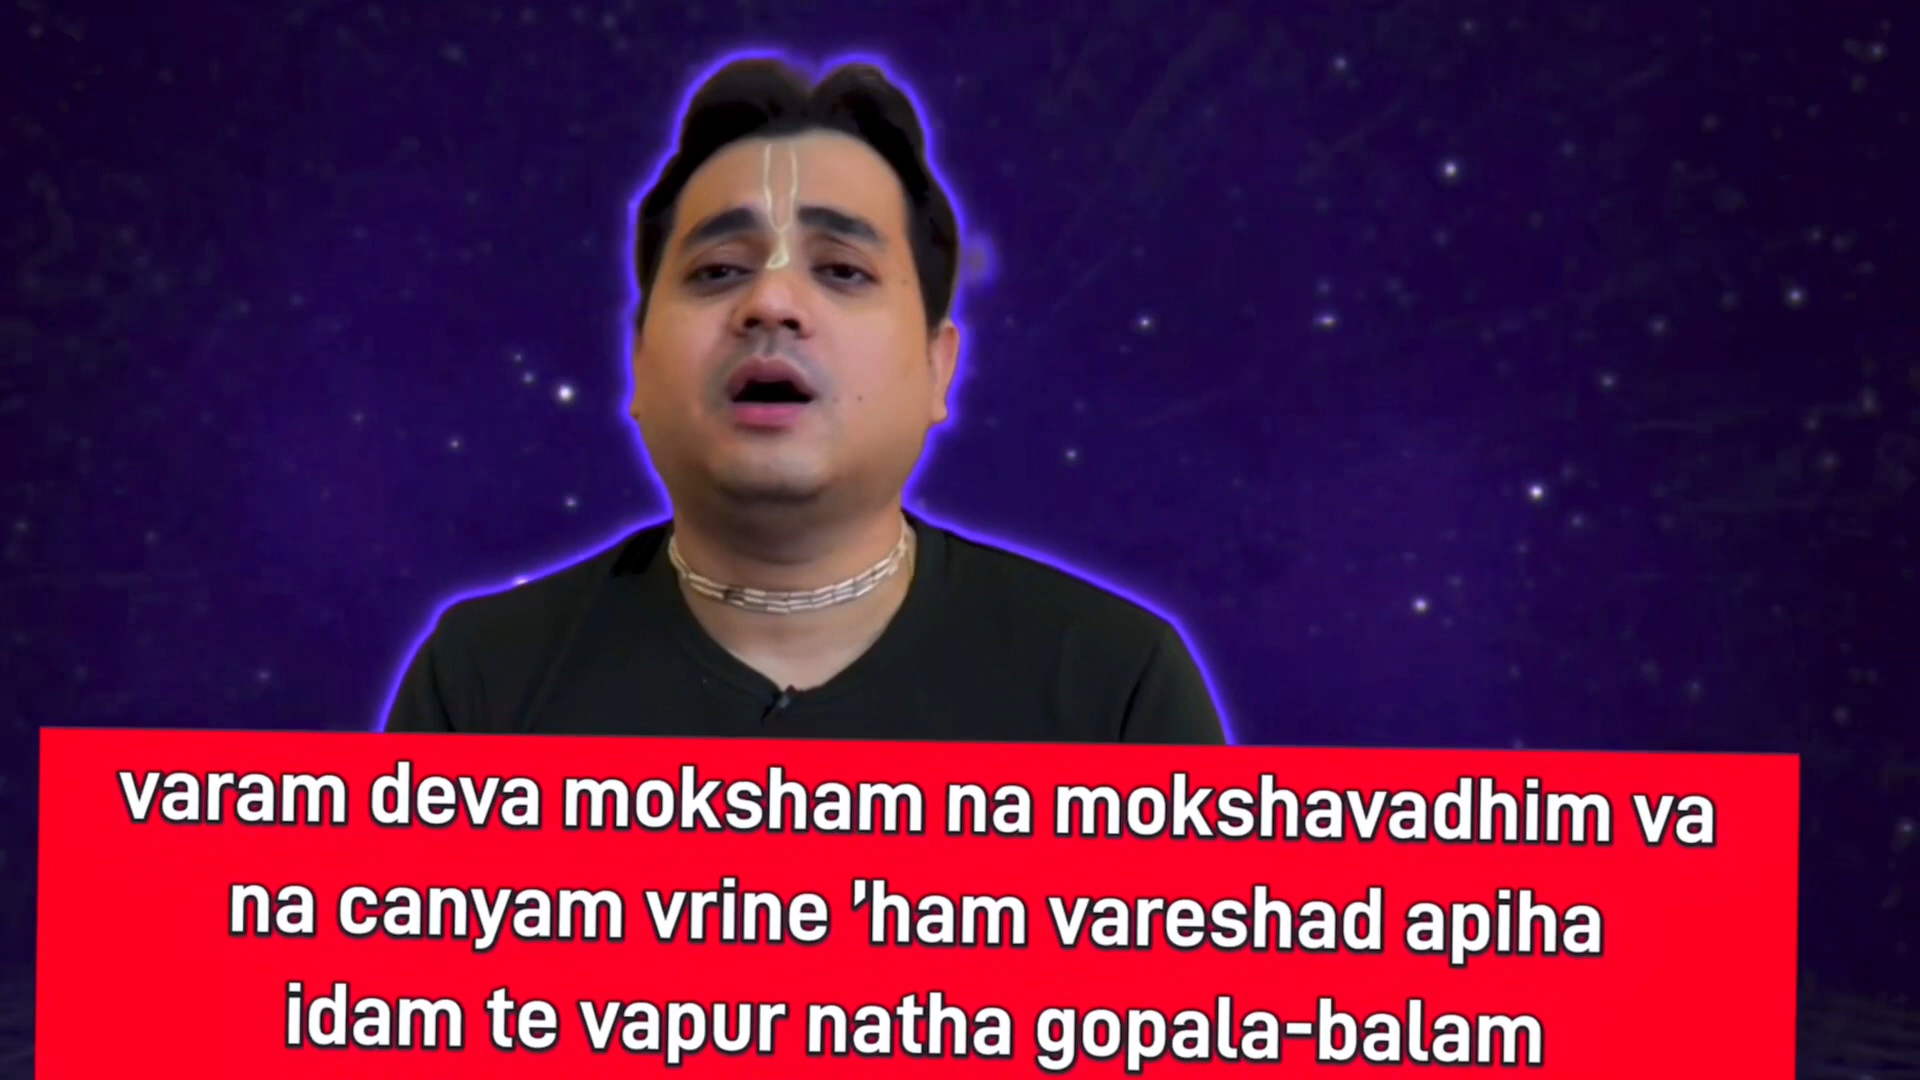 varam deva moksham na mokshavadhim va
na canyam vrine 'ham vareshad apiha
idam te vapur natha gopala-balam